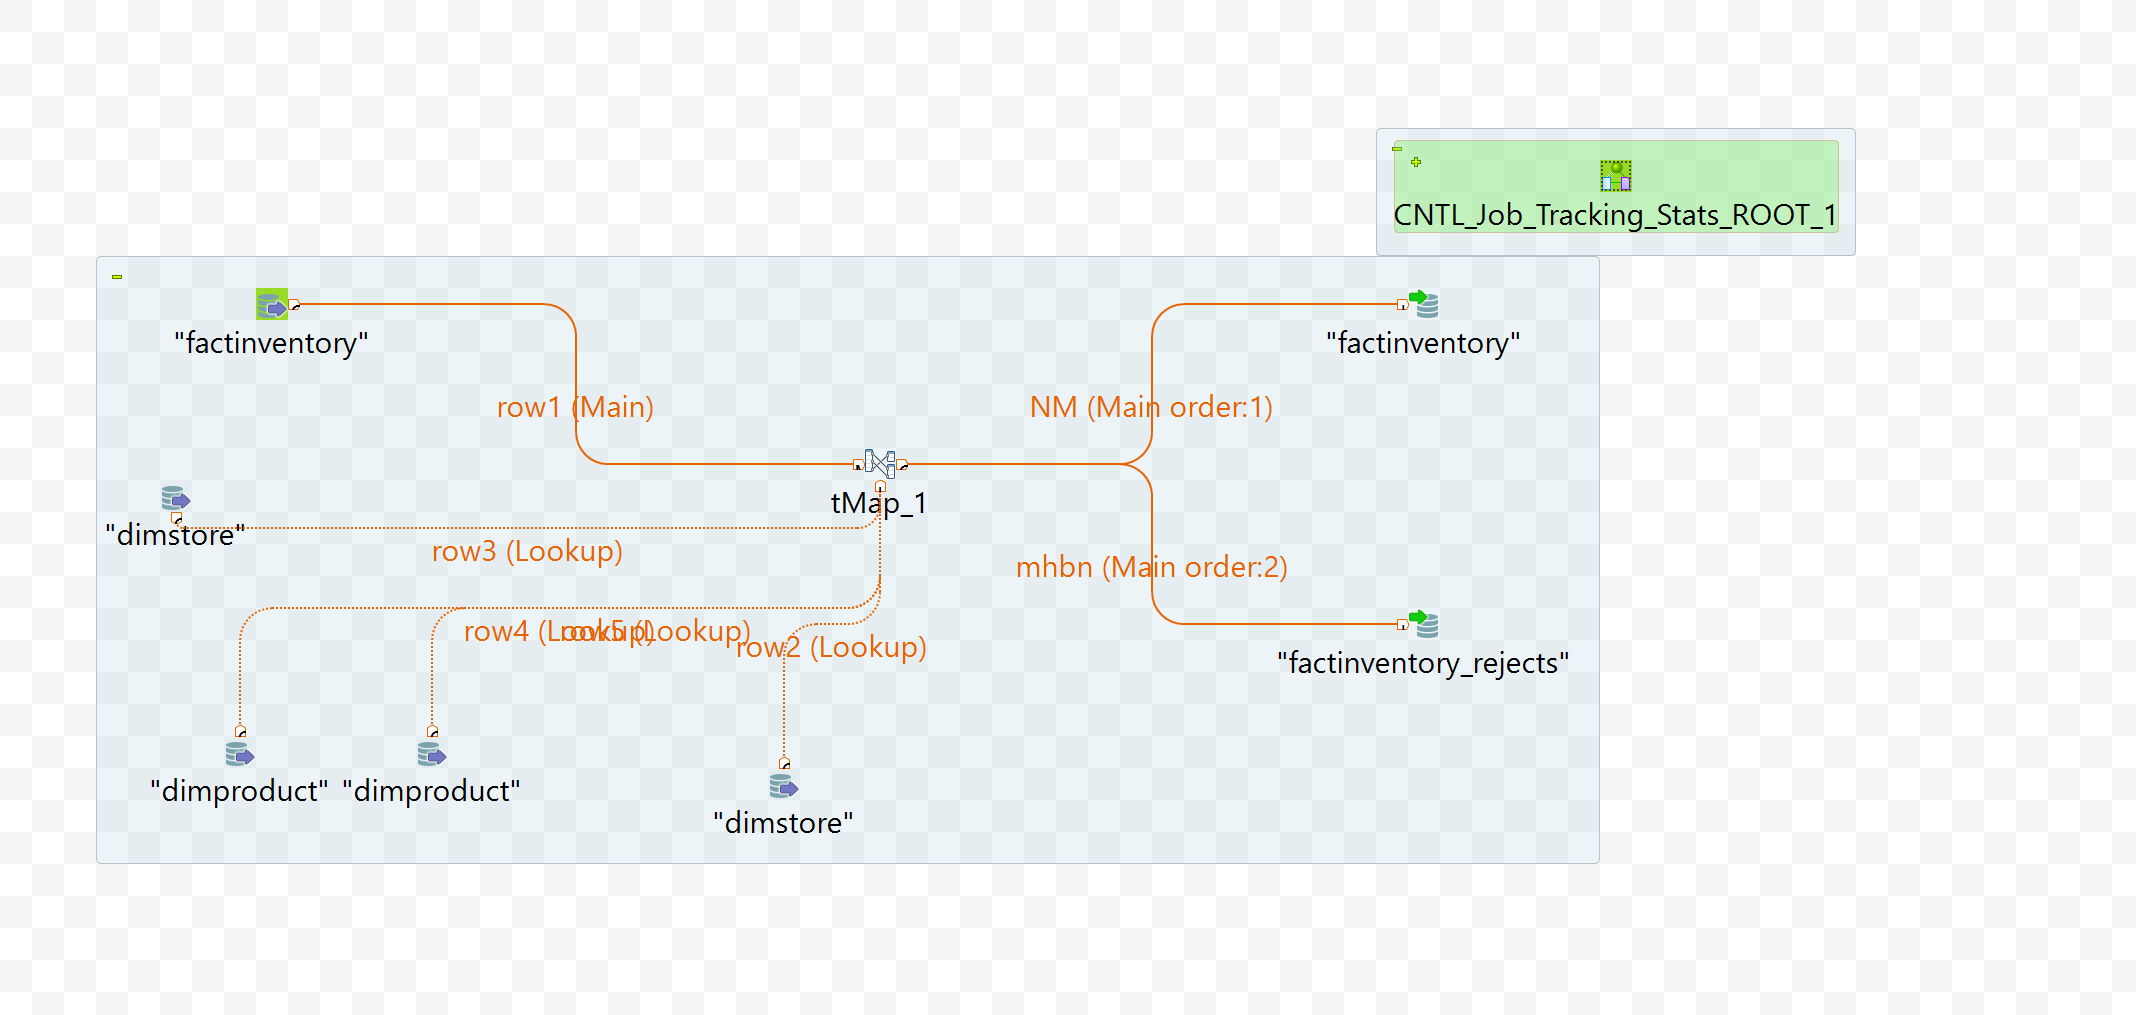 CNTL_Job_Tracking_Stats_ROOT_1
"factinventory"
"factinventory"
row1 (Main)
NM (Main order:1)
tMap_1
"dimstore"
row3 (Lookup)
mhbn (Main order:2)
row4 (Lookup)
row5 (Lookup)
row2 (Lookup)
"factinventory_rejects"
"dimproduct"
"dimproduct"
"dimstore"